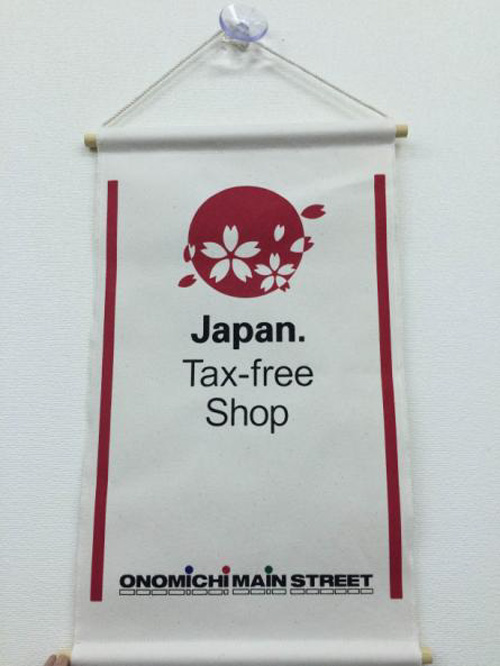 Japan.
Tax-free
Shop
ONOMiCHi MAiN STREET